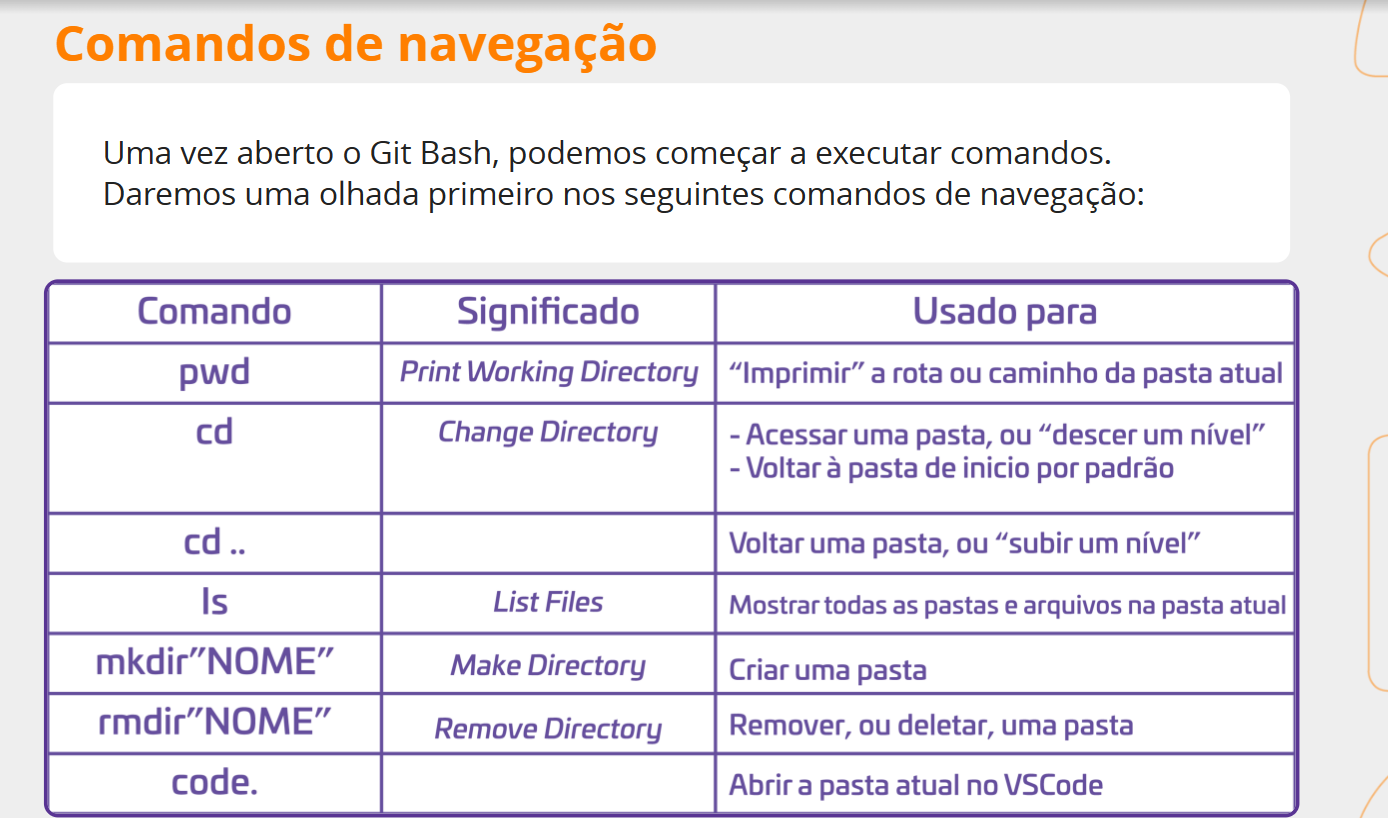 Comandos de navegação
Uma vez aberto o Git Bash, podemos começar a executar comandos.
Daremos uma olhada primeiro nos seguintes comandos de navegação:
Comando Significado Usado para
pwd Print Working Directory “Imprimir” a rota ou caminho da pasta atual
cd Change Directory - Acessar uma pasta, ou “descer um nível”
- Voltar à pasta de inicio por padrão
cd .. Voltar uma pasta, ou “subir um nível”
ls List Files Mostrar todas as pastas e arquivos na pasta atual
mkdir”NOME” Make Directory Criar uma pasta
rmdir”NOME” Remove Directory Remover, ou deletar, uma pasta
code. Abrir a pasta atual no VSCode